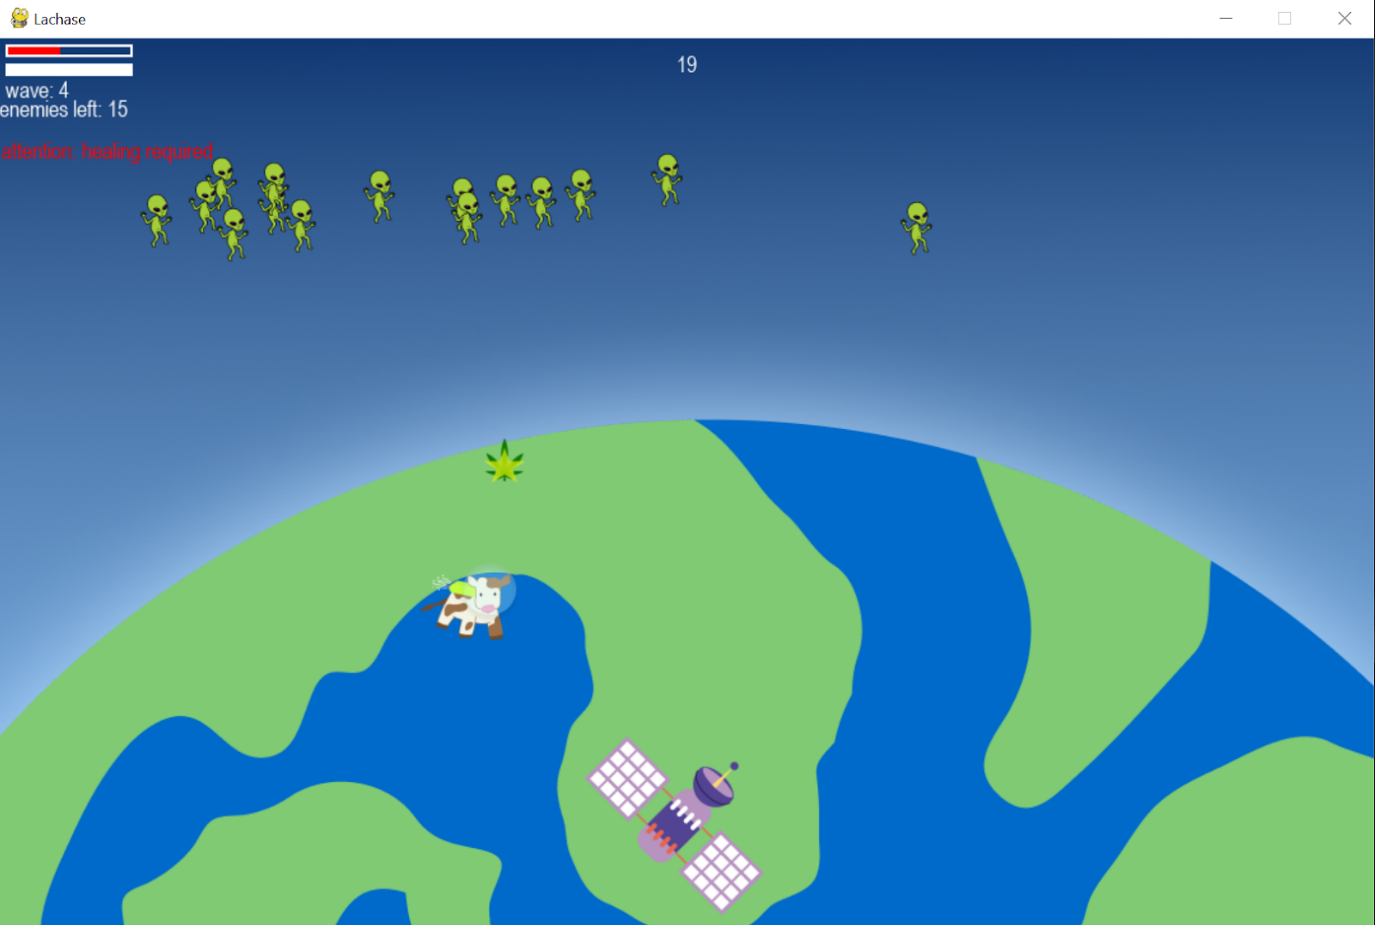 Lachase
19
wave: 4
enemies left: 15
attention: healing required